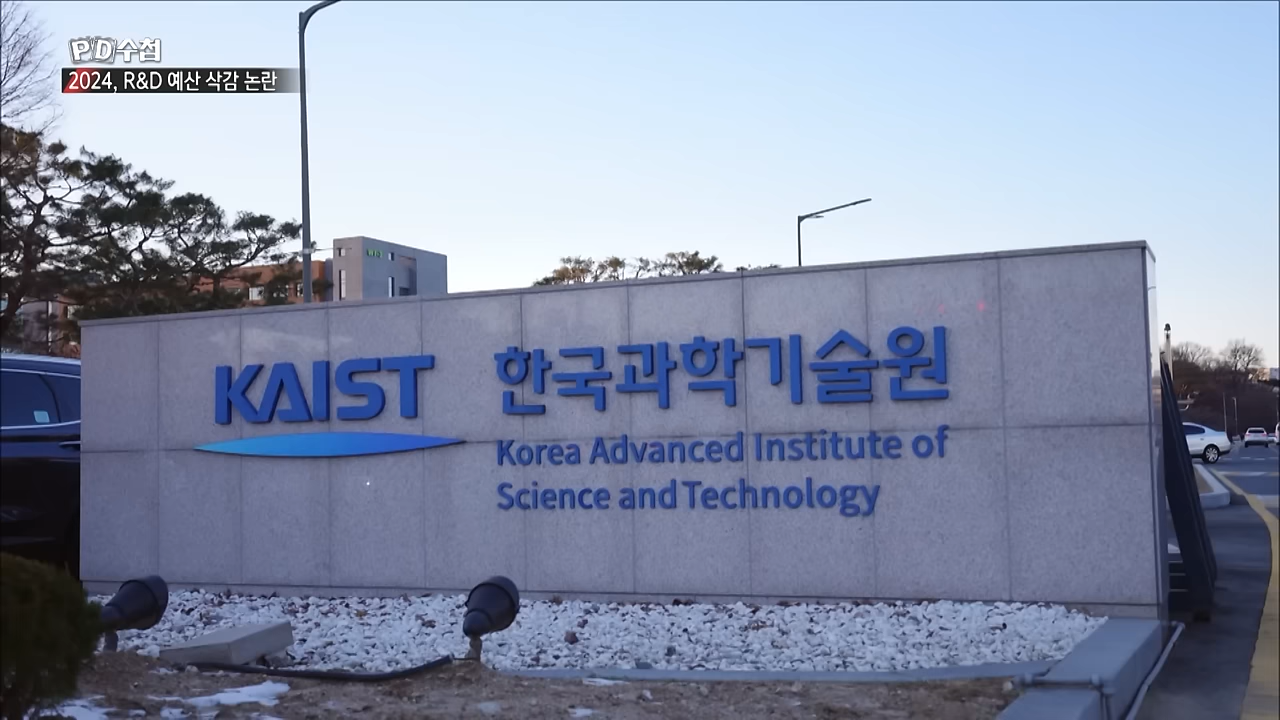 PD수첩
2024, R&D 예산 삭감 논란
KAIST 한국과학기술원
Korea Advanced Institute of
Science and Technology